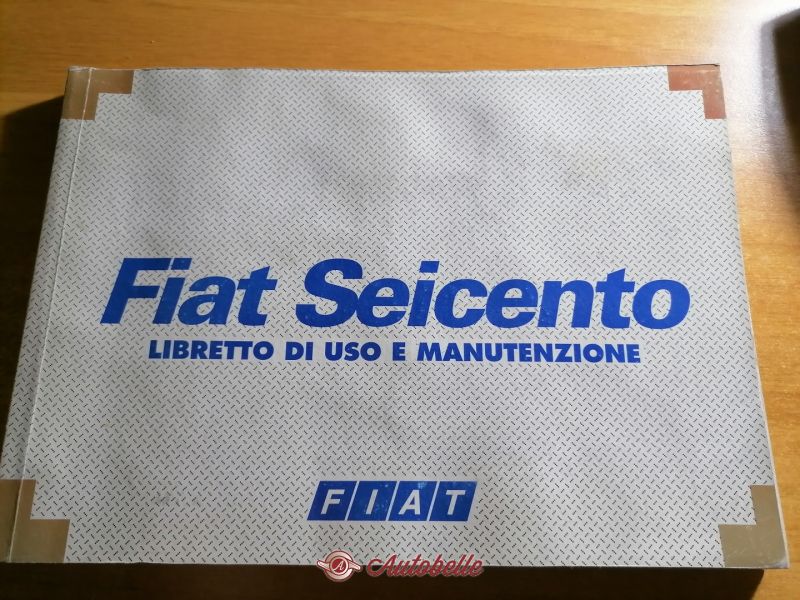 Fiat Seicento
LIBRETTO DI USO E MANUTENZIONE
FIAT
A Autobelle